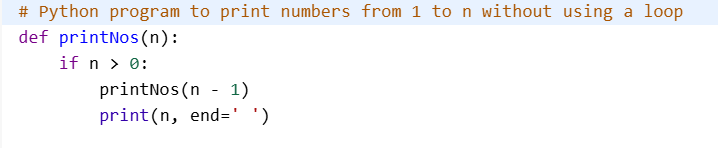 # Python program to print numbers from 1 to n without using a loop
def printNos(n):
    if n > 0:
        printNos(n - 1)
        print(n, end=' ')